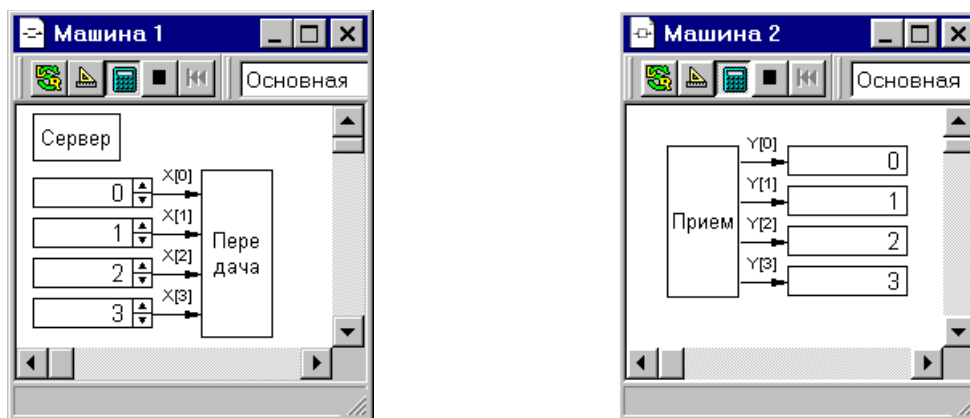 Машина 1
Основная
Сервер
X[0]
0
X[1]
1
X[2]
2
X[3]
3
Пере
дача
Машина 2
Основная
Прием
Y[0]
0
Y[1]
1
Y[2]
2
Y[3]
3